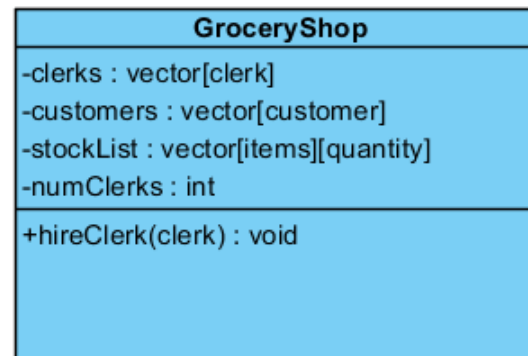 GroceryShop
-clerks : vector[clerk]
-customers : vector[customer]
-stockList : vector[items][quantity]
-numClerks : int
+hireClerk(clerk) : void